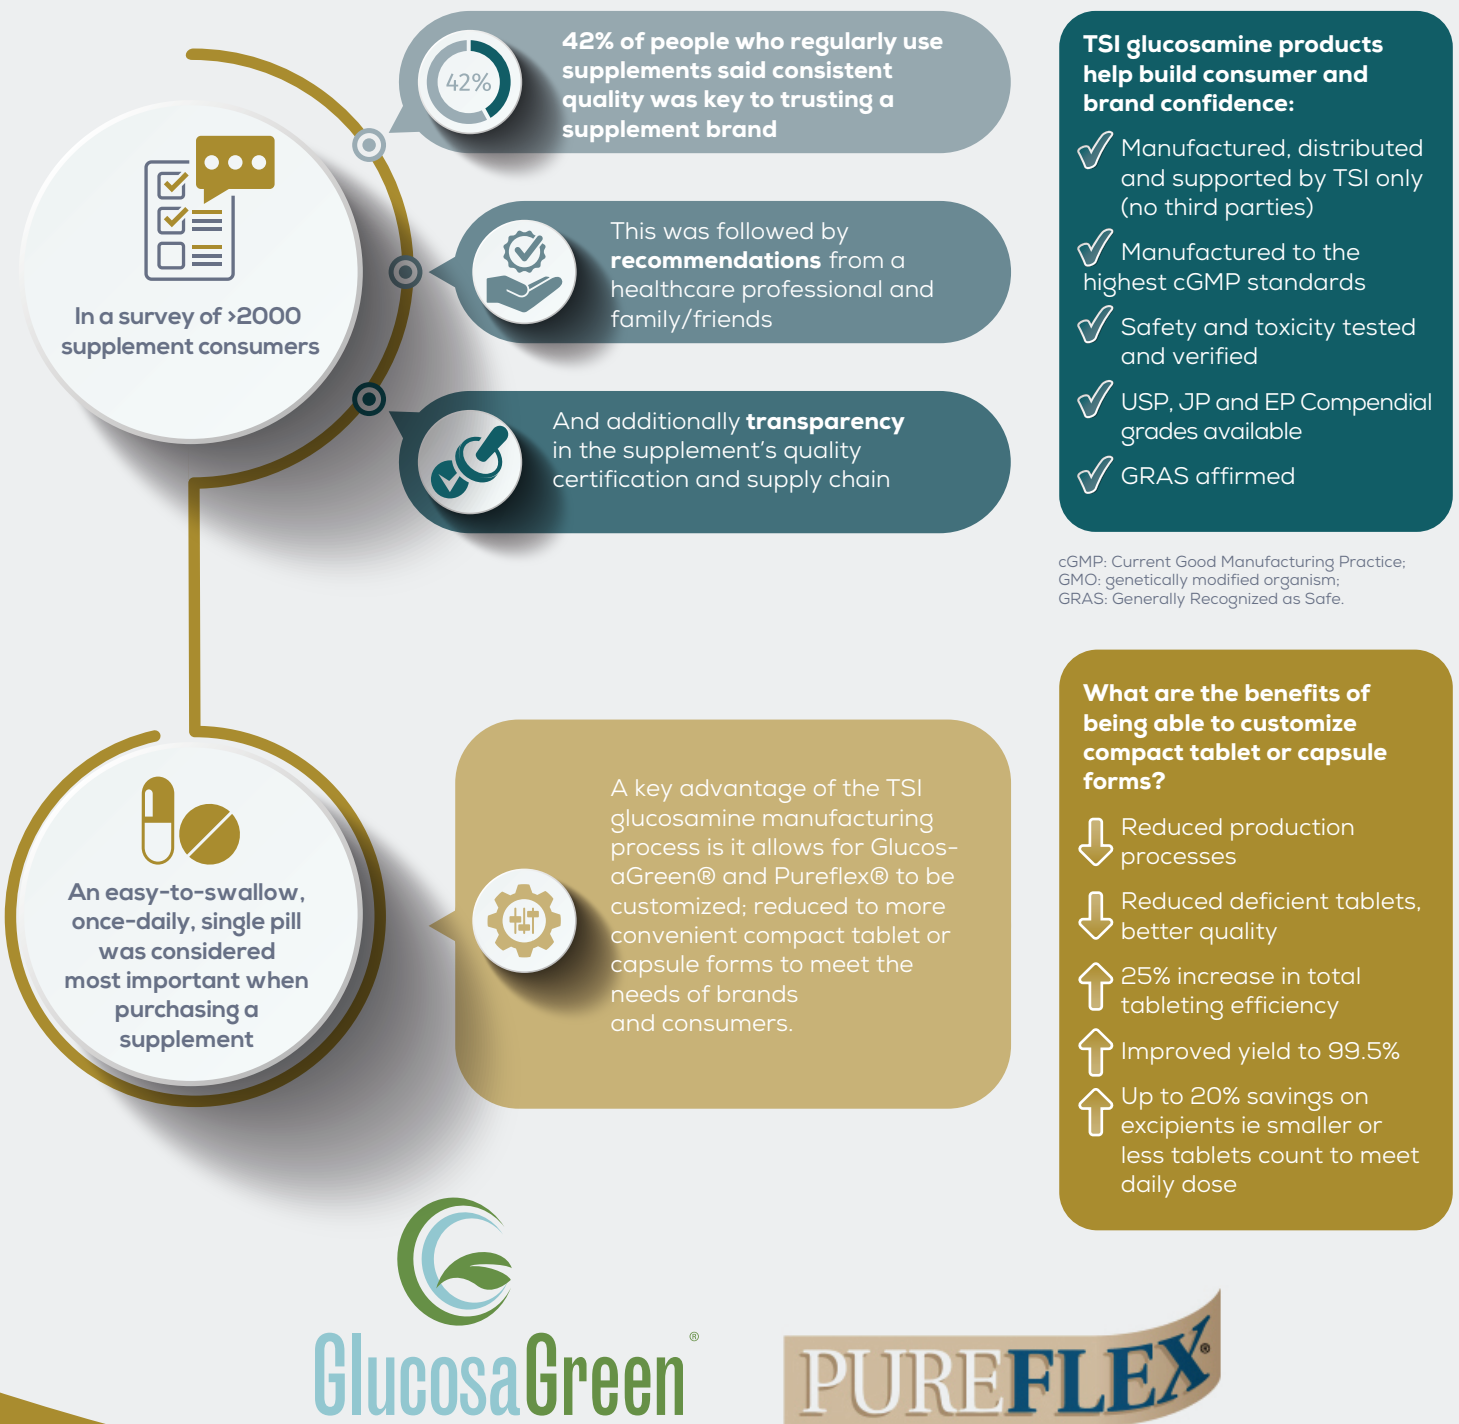 42%
42% of people who regularly use
supplements said consistent
quality was key to trusting a
supplement brand
In a survey of >2000
supplement consumers
This was followed by
recommendations from a
healthcare professional and
family/friends
And additionally transparency
in the supplement's quality
certification and supply chain
TSI glucosamine products
help build consumer and
brand confidence:
Manufactured, distributed
and supported by TSI only
(no third parties)
Manufactured to the
highest cGMP standards
Safety and toxicity tested
and verified
USP, JP and EP Compendial
grades available
GRAS affirmed
cGMP: Current Good Manufacturing Practice;
GMO: genetically modified organism;
GRAS: Generally Recognized as Safe.
An easy-to-swallow,
once-daily, single pill
was considered
most important when
purchasing a
supplement
A key advantage of the TSI
glucosamine manufacturing
process is it allows for Glucos-
aGreen® and Pureflex® to be
customized; reduced to more
convenient compact tablet or
capsule forms to meet the
needs of brands
and consumers.
What are the benefits of
being able to customize
compact tablet or capsule
forms?
Reduced production
processes
Reduced deficient tablets,
better quality
25% increase in total
tableting efficiency
Improved yield to 99.5%
Up to 20% savings on
excipients ie smaller or
less tablets count to meet
daily dose
GlucosaGreen®
PUREFLEX®